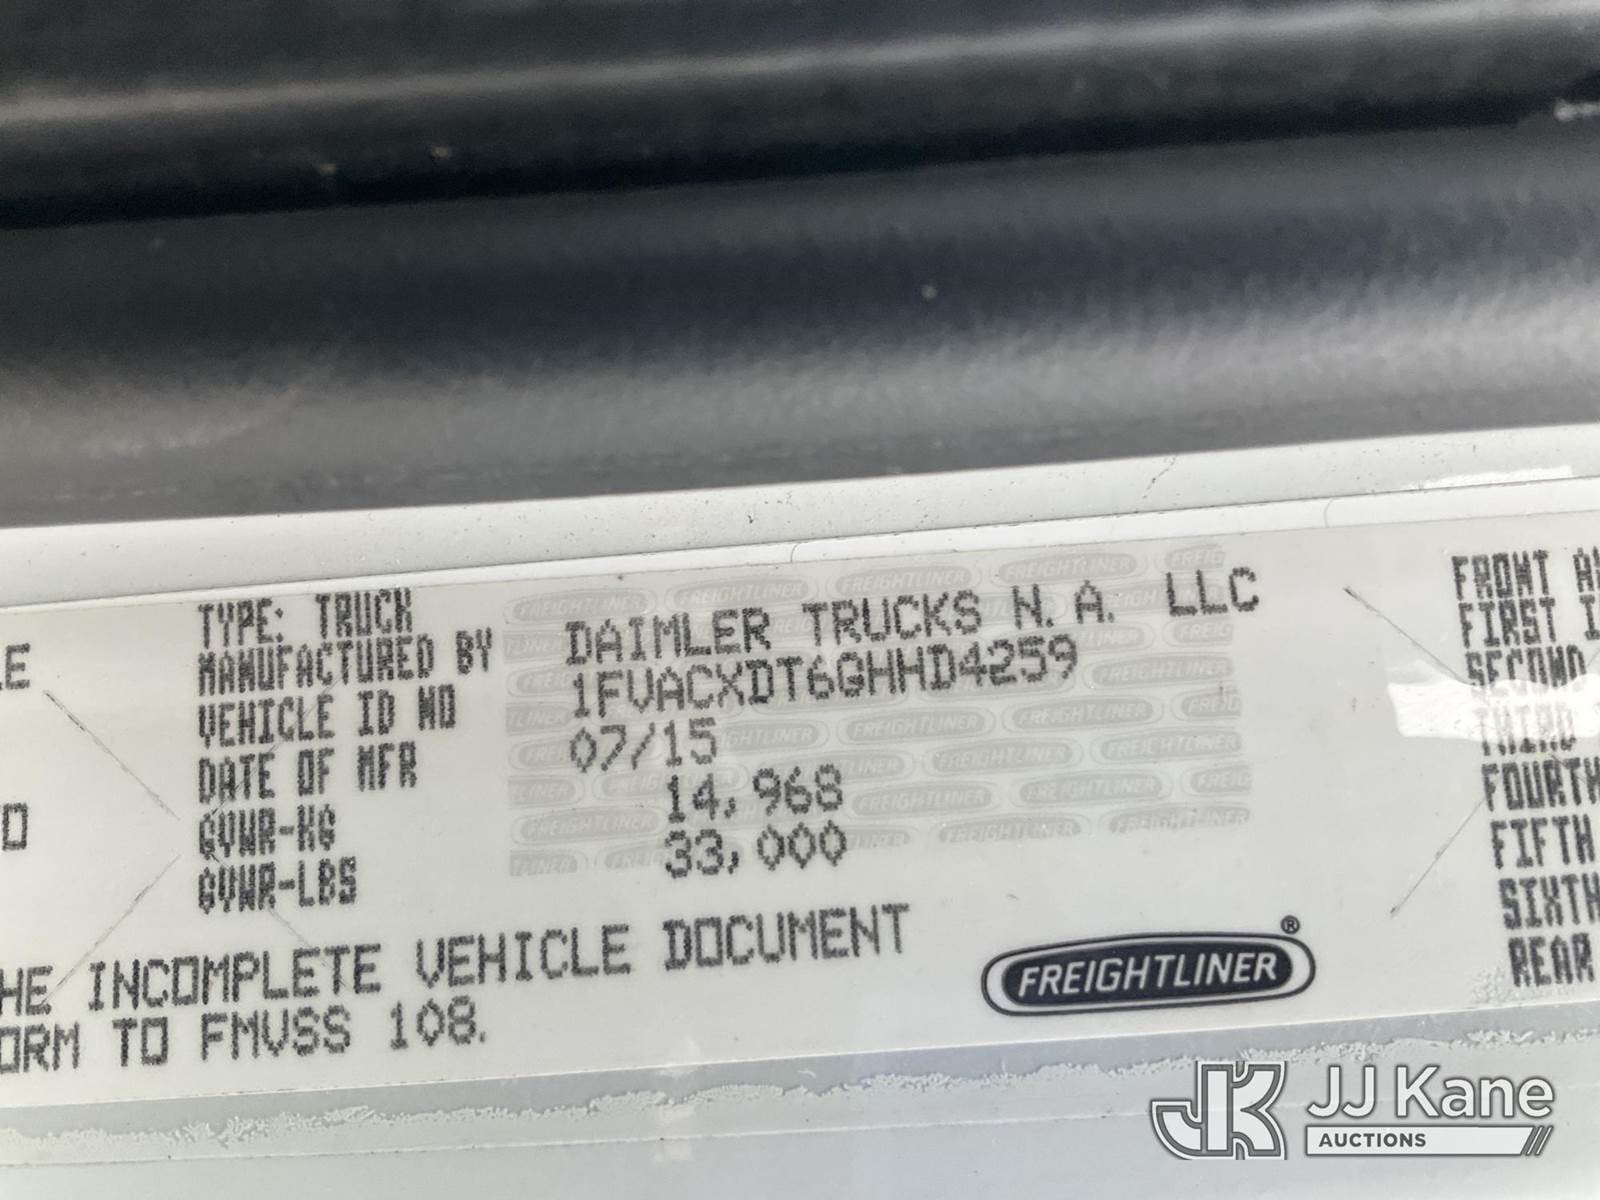 LE
TYPE: TRUCK
MANUFACTURED BY DAIMLER TRUCKS N.A. LLC
VEHICLE ID NO 1FVACXDT6GHHD4259
DATE OF MFR 07/15
GVWR-KG 14,968
GVWR-LBS 33,000
HE INCOMPLETE VEHICLE DOCUMENT
ORM TO FMVSS 108.
FREIGHTLINER®
FRONT A
FIRST I
SECOND
THIRD
FOURTH
FIFTH
SIXTH
REAR
JJ Kane
AUCTIONS